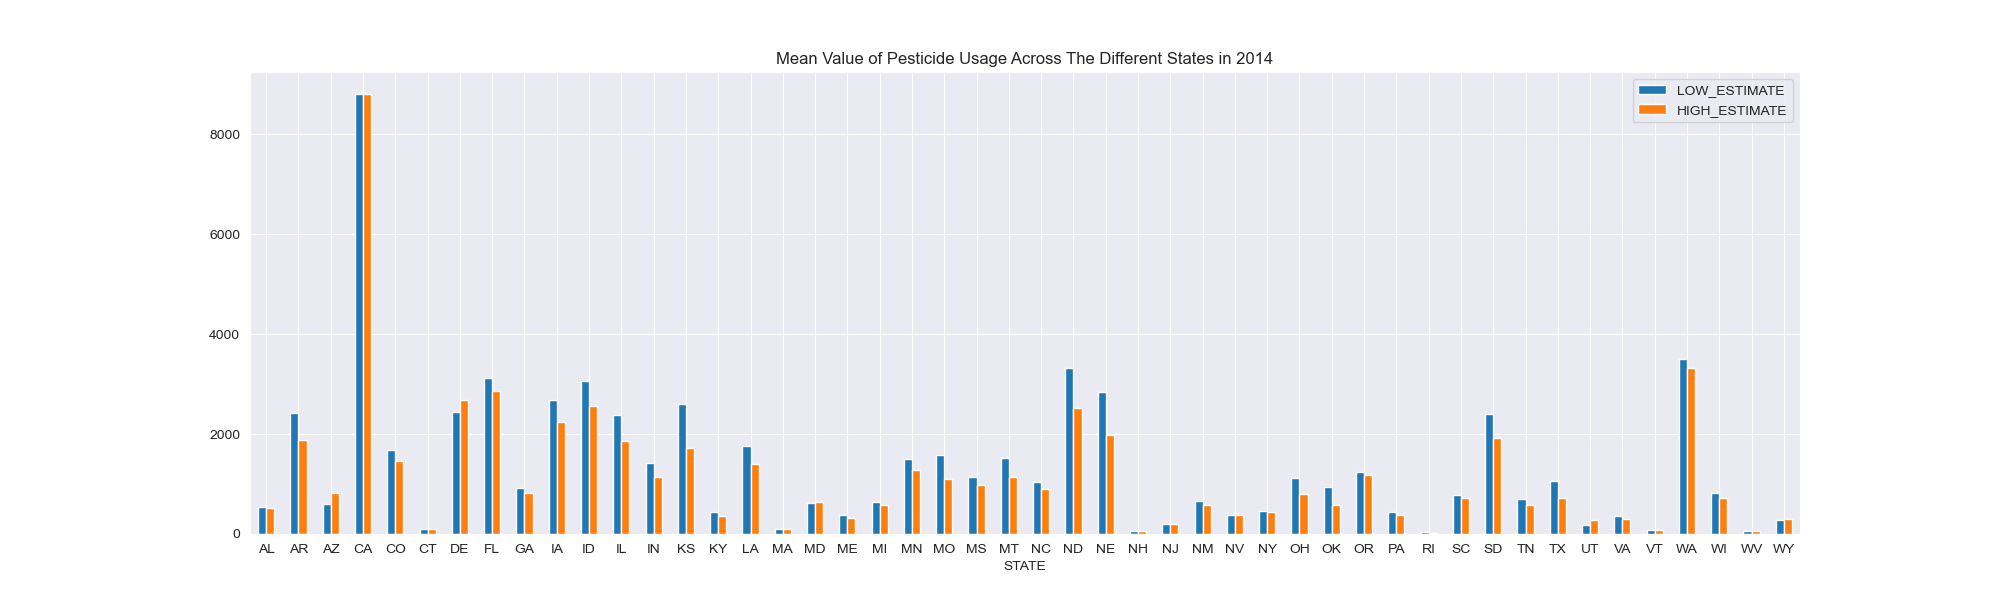 Mean Value of Pesticide Usage Across The Different States in 2014
LOW_ESTIMATE
HIGH_ESTIMATE
8000
6000
4000
2000
0
AL AR AZ CA CO CT DE FL GA IA ID IL IN KS KY LA MA MD ME MI MN MO MS MT NC ND NE NH NJ NM NV NY OH OK OR PA RI SC SD TN TX UT VA VT WA WI WV WY
STATE